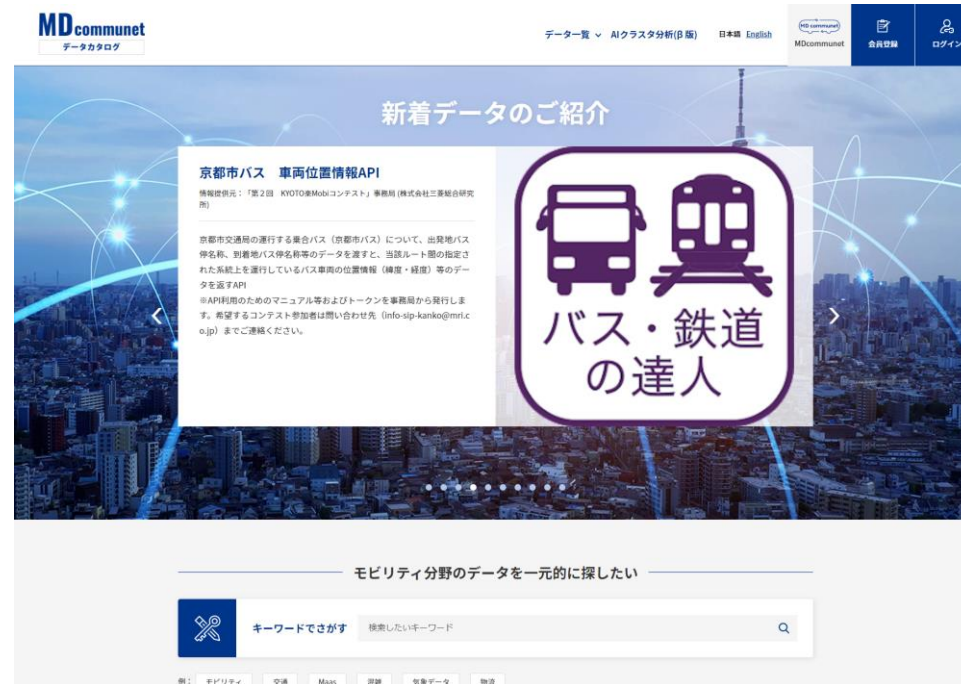 MDcommunet
データカタログ
データ一覧 AIクラスタ分析(β版) 日本語 English
MD communet
MDcommunet 会員登録 ログイン
新着データのご紹介
京都市バス 車両位置情報API
情報提供元：「第2回 KYOTO楽Mobiコンテスト」事務局 (株式会社三菱総合研究
所)
京都市交通局の運行する乗合バス（京都市バス）について、出発地バス
停名称、到着地バス停名称等のデータを渡すと、当該ルート間の指定さ
れた系統上を運行しているバス車両の位置情報（緯度・経度）等のデー
タを返すAPI
※API利用のためのマニュアル等およびトークンを事務局から発行しま
す。希望するコンテスト参加者は問い合わせ先（info-sip-kanko@mri.c
o.jp）までご連絡ください。
バス・鉄道
の達人
モビリティ分野のデータを一元的に探したい
キーワードでさがす 検索したいキーワード
例： モビリティ 交通 Maas 混雑 気象データ 物流